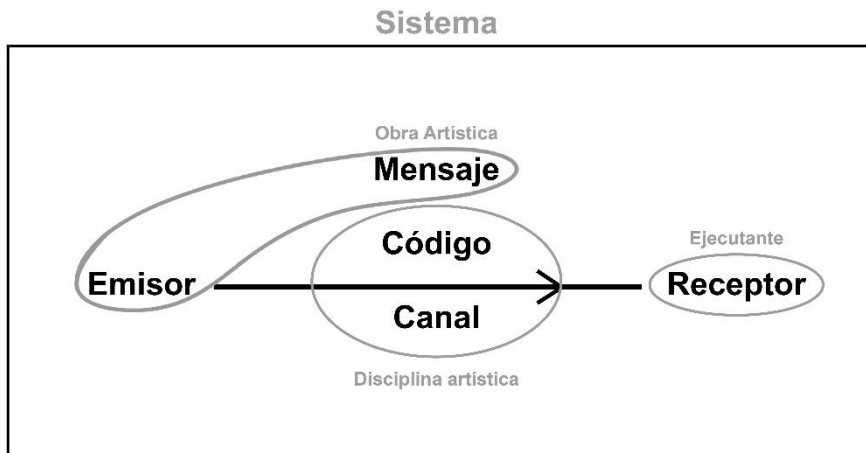 Sistema
Obra Artística
Mensaje
Código
Ejecutante
Emisor
Receptor
Canal
Disciplina artística